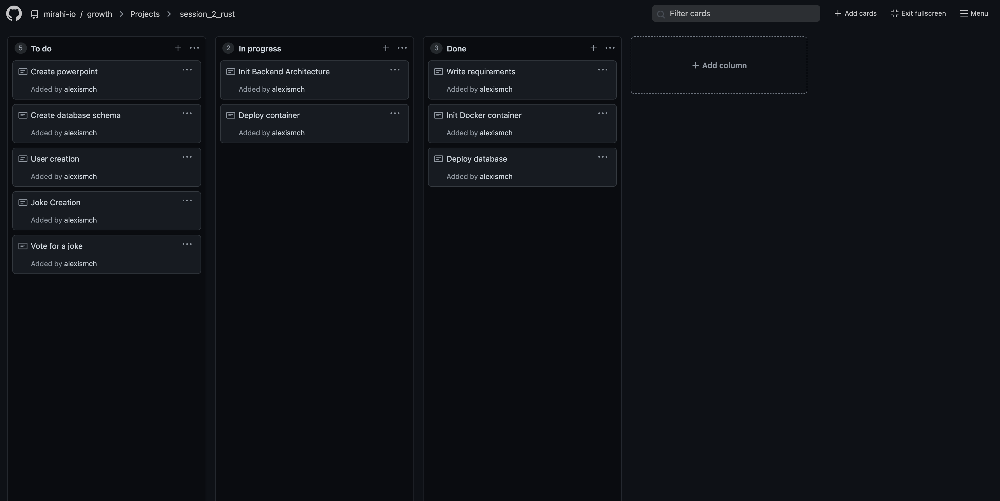 mirahi-io / growth > Projects > session_2_rust
Filter cards
+ Add cards
Exit fullscreen
Menu
5 To do
Create powerpoint
Added by alexismch
Create database schema
Added by alexismch
User creation
Added by alexismch
Joke Creation
Added by alexismch
Vote for a joke
Added by alexismch
2 In progress
Init Backend Architecture
Added by alexismch
Deploy container
Added by alexismch
3 Done
Write requirements
Added by alexismch
Init Docker container
Added by alexismch
Deploy database
Added by alexismch
+ Add column